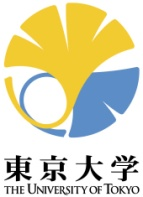 東京大学
THE UNIVERSITY OF TOKYO